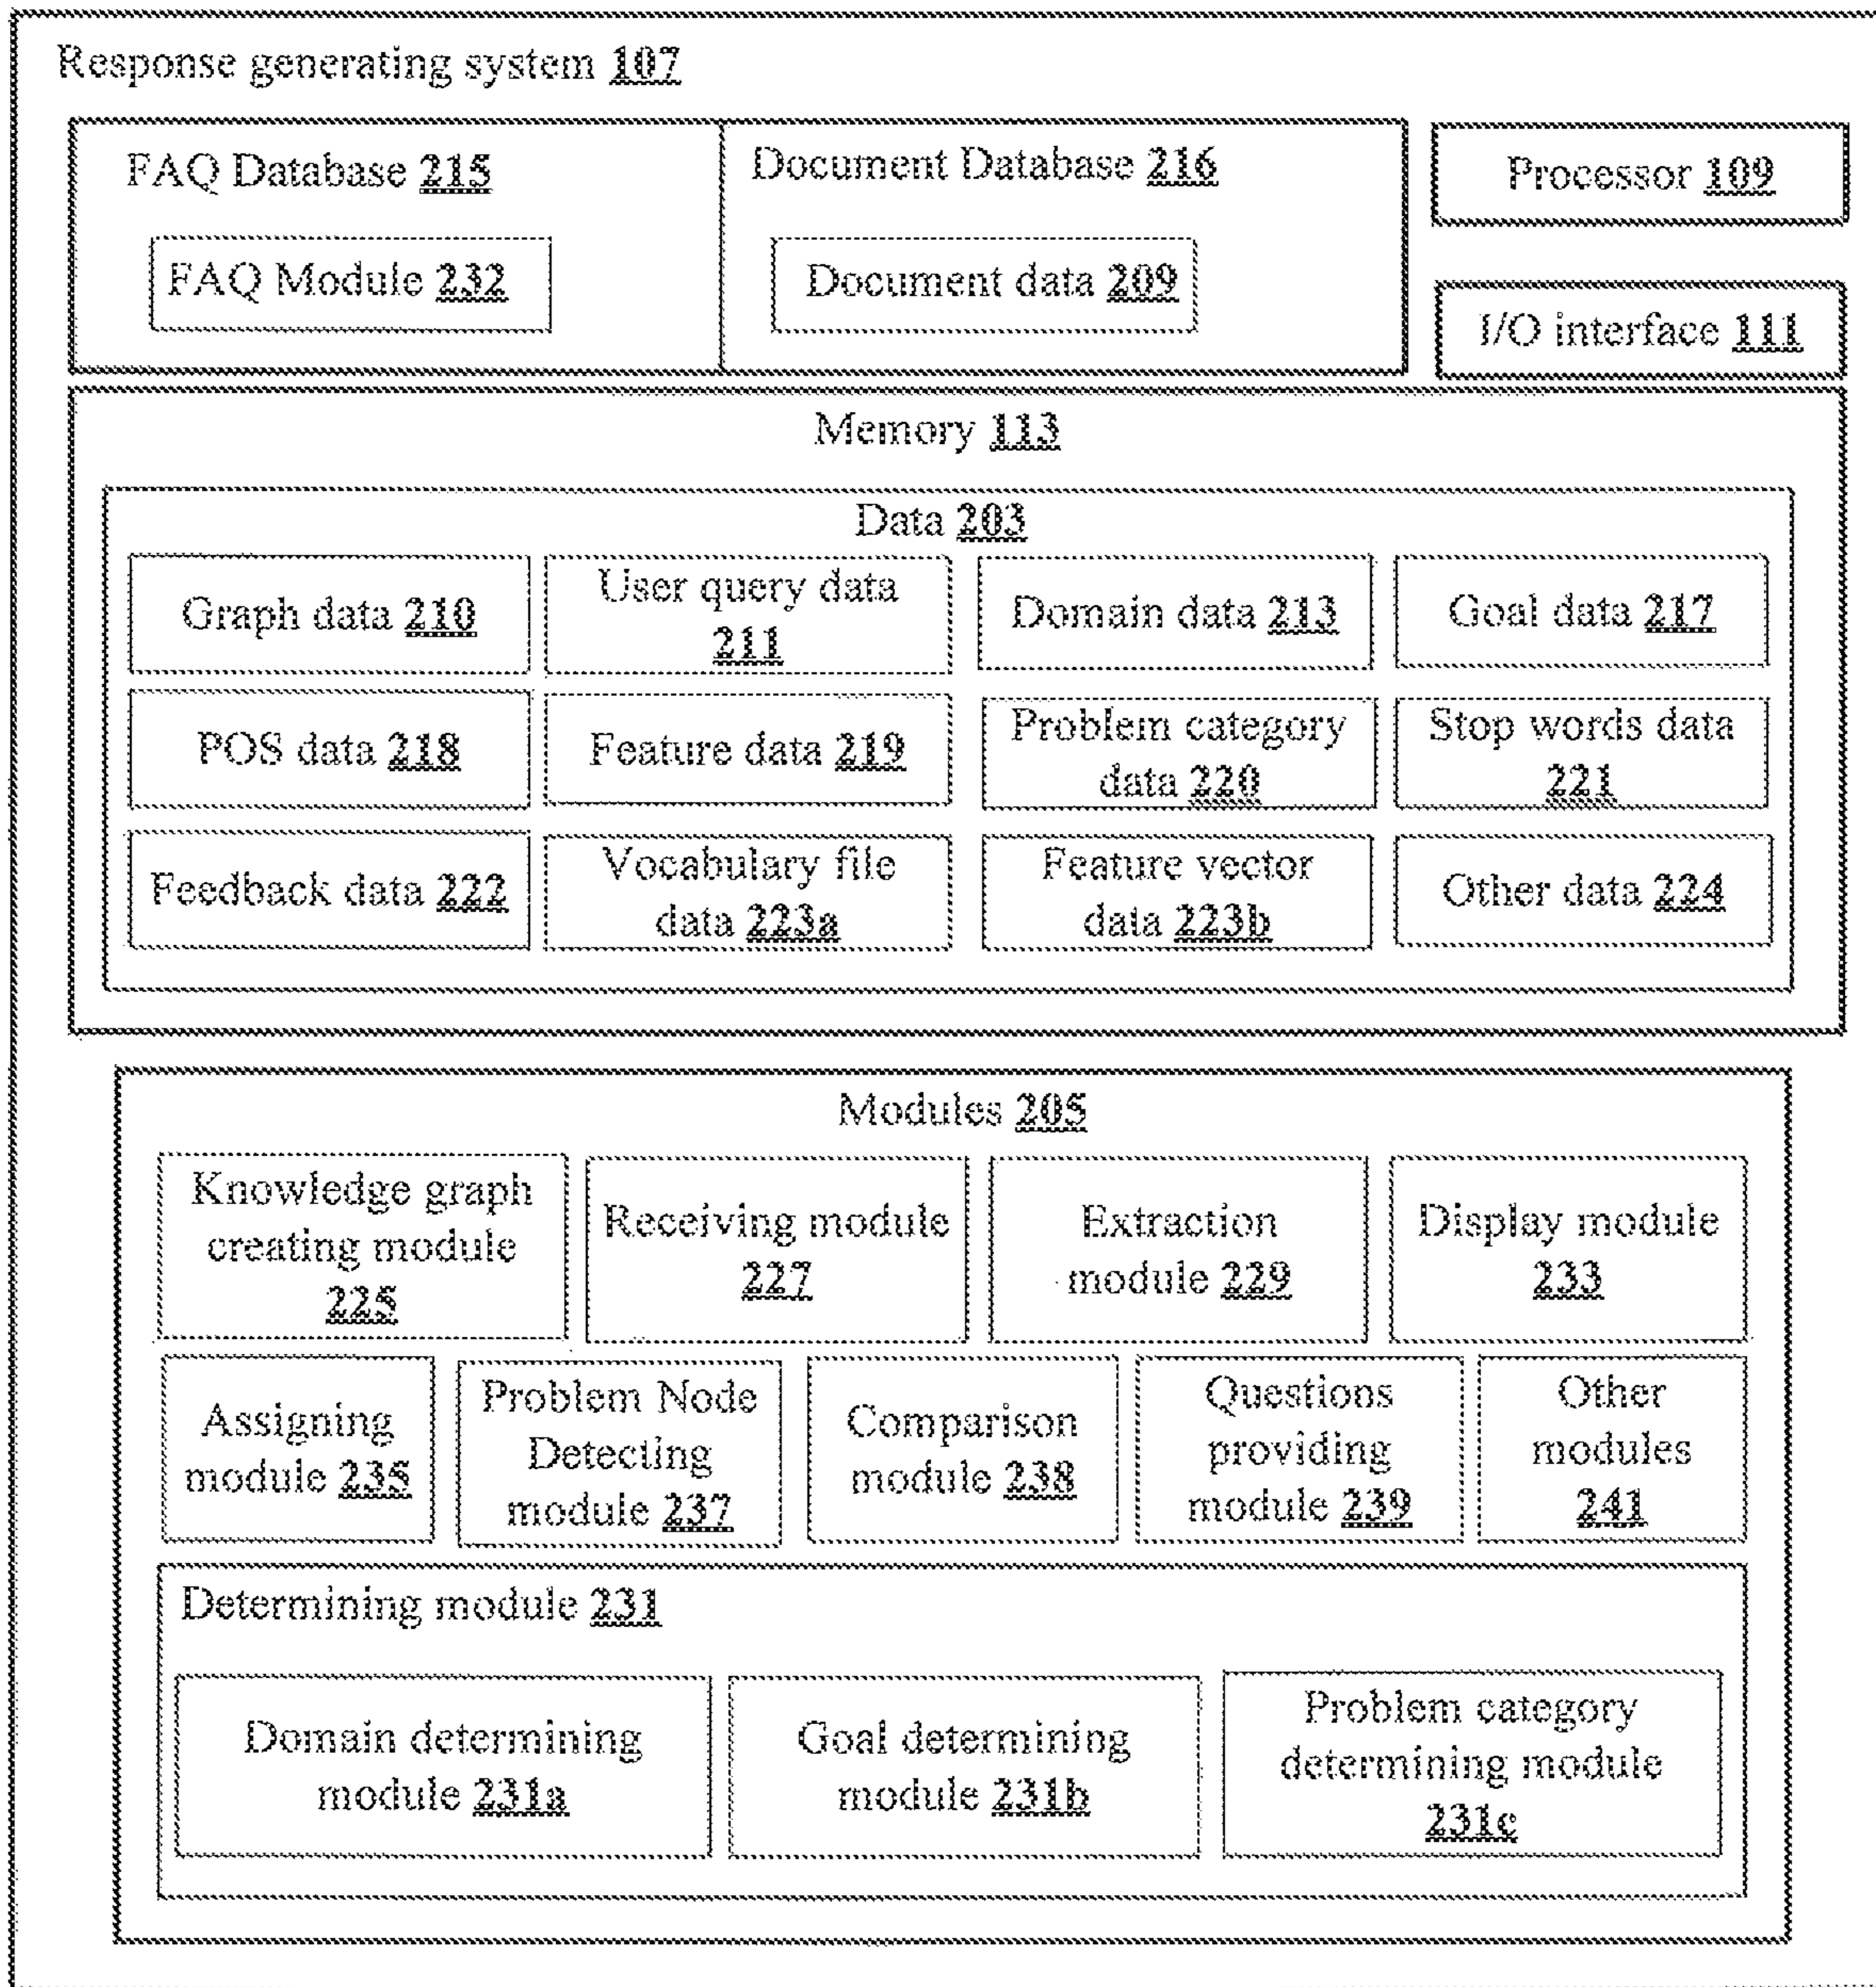 Response generating system 107
FAQ Database 215
Document Database 216
Processor 109
FAQ Module 232
Document data 209
I/O interface 111
Memory 113
Data 203
Graph data 210
User query data
211
Domain data 213
Goal data 217
POS data 218
Feature data 219
Problem category
data 220
Stop words data
221
Feedback data 222
Vocabulary file
data 223a
Feature vector
data 223b
Other data 224
Modules 205
Knowledge graph
creating module
225
Receiving module
227
Extraction
module 229
Display module
233
Assigning
module 235
Problem Node
Detecting
module 237
Comparison
module 238
Questions
providing
module 239
Other
modules
241
Determining module 231
Domain determining
module 231a
Goal determining
module 231b
Problem category
determining module
231c